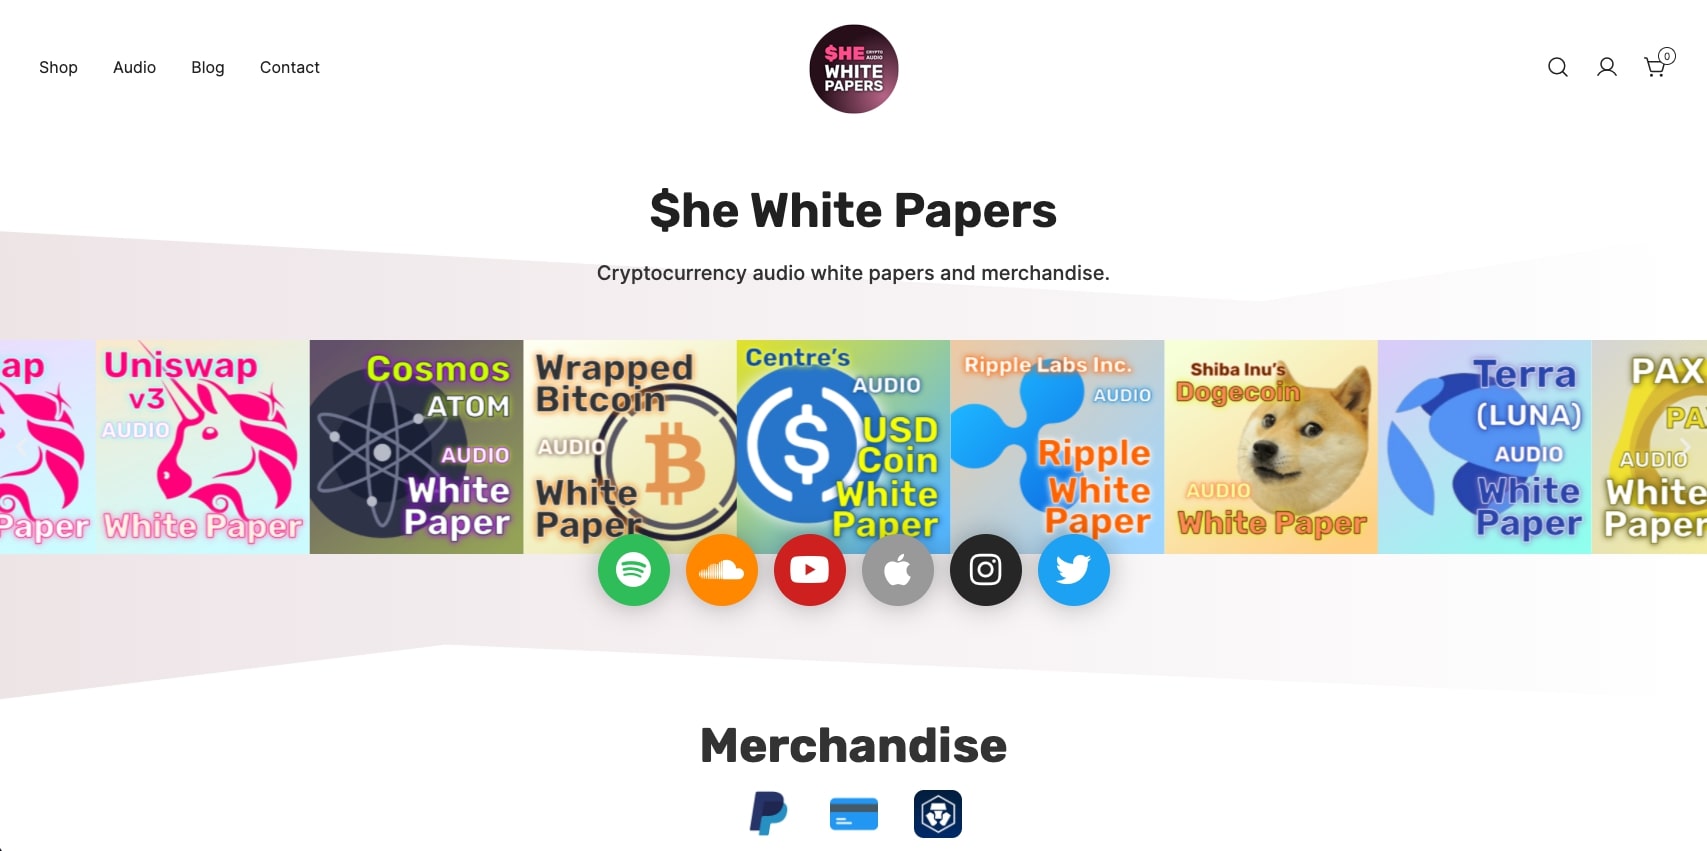 Shop
Audio
Blog
Contact
$HE
CRYPTO
AUDIO
WHITE
PAPERS
0
$he White Papers
Cryptocurrency audio white papers and merchandise.
ap
Paper
Uniswap
v3
AUDIO
White Paper
Cosmos
ATOM
AUDIO
White
Paper
Wrapped
Bitcoin
AUDIO
White
Paper
Centre's
AUDIO
USD
Coin
White
Paper
Ripple Labs Inc.
AUDIO
Ripple
White
Paper
Shiba Inu's
Dogecoin
AUDIO
White Paper
Terra
(LUNA)
AUDIO
White
Paper
PAX
PA
AUDIO
White
Paper
Merchandise